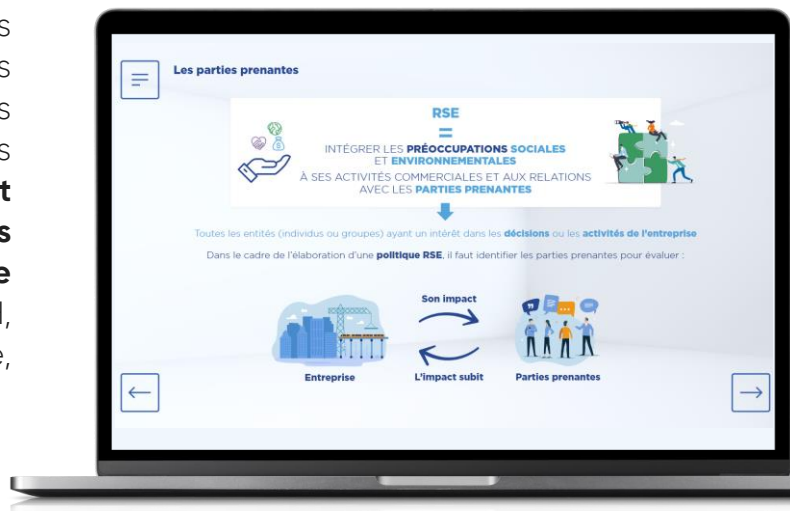 s
s
s
s
t
s
e
l,
e,
Les parties prenantes
RSE
=
INTÉGRER LES PRÉOCCUPATIONS SOCIALES
ET ENVIRONNEMENTALES
À SES ACTIVITÉS COMMERCIALES ET AUX RELATIONS
AVEC LES PARTIES PRENANTES
Toutes les entités (individus ou groupes) ayant un intérêt dans les décisions ou les activités de l'entreprise
Dans le cadre de l'élaboration d'une politique RSE, il faut identifier les parties prenantes pour évaluer :
Son impact
Entreprise
L'impact subit
Parties prenantes